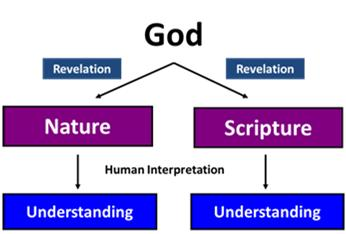 God
Revelation
Revelation
Nature
Scripture
Human Interpretation
Understanding
Understanding